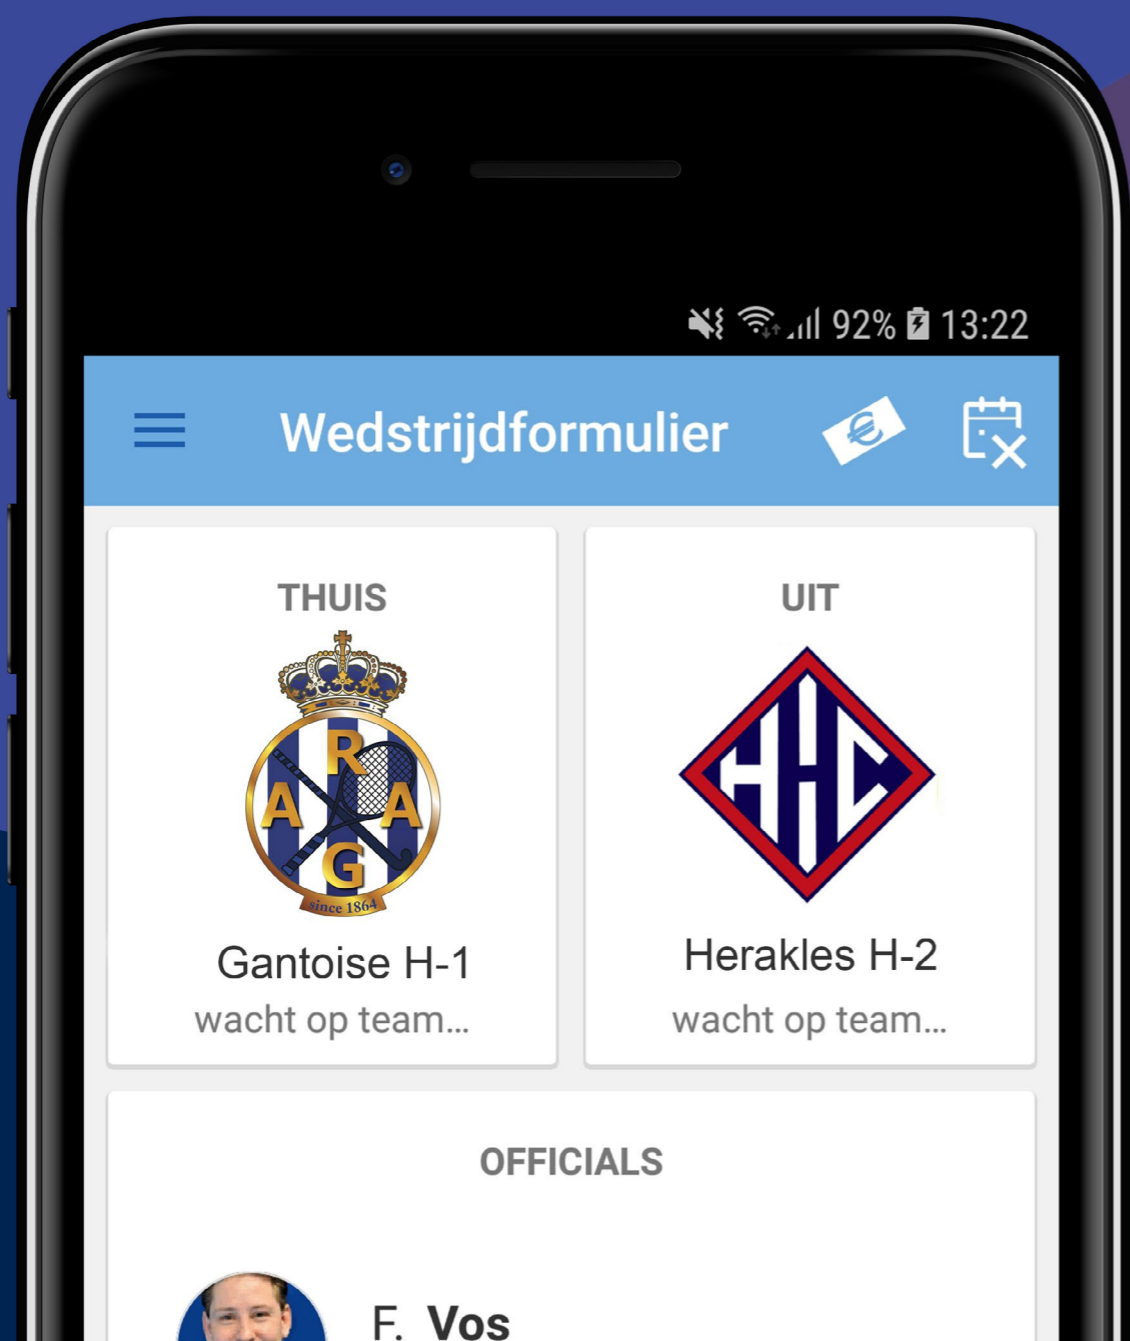 92% 13:22
Wedstrijdformulier
THUIS
R
A A
G
since 1864
Gantoise H-1
wacht op team...
UIT
HHC
Herakles H-2
wacht op team...
OFFICIALS
F. Vos